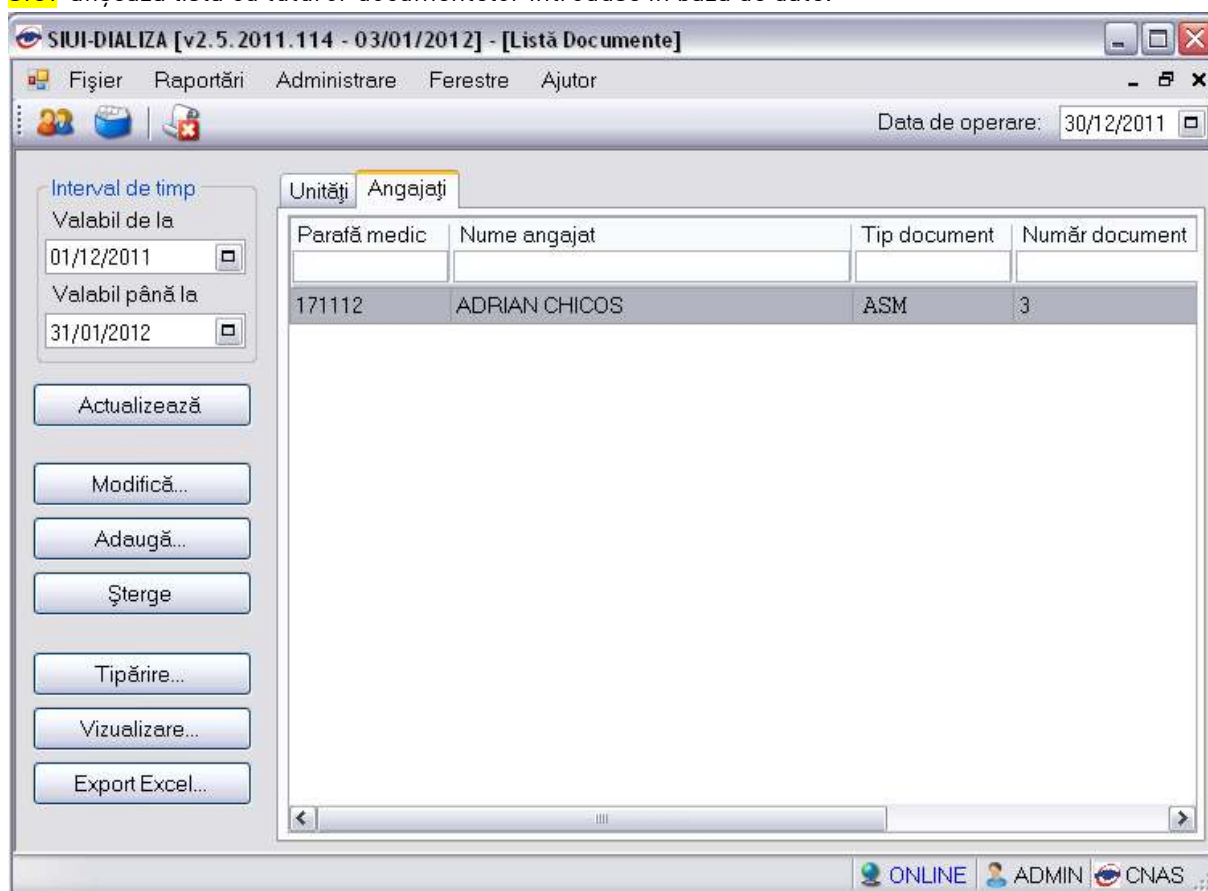 SIUI-DIALIZA [v2.5.2011.114 - 03/01/2012] - [Listă Documente]
Fişier Raportări Administrare Ferestre Ajutor
Data de operare: 30/12/2011
Interval de timp
Valabil de la
01/12/2011
Valabil până la
31/01/2012
Actualizează
Modifică...
Adaugă...
Şterge
Tipărire...
Vizualizare...
Export Excel...
Unităţi Angajaţi
Parafă medic Nume angajat Tip document Număr document
171112 ADRIAN CHICOS ASM 3
ONLINE ADMIN CNAS